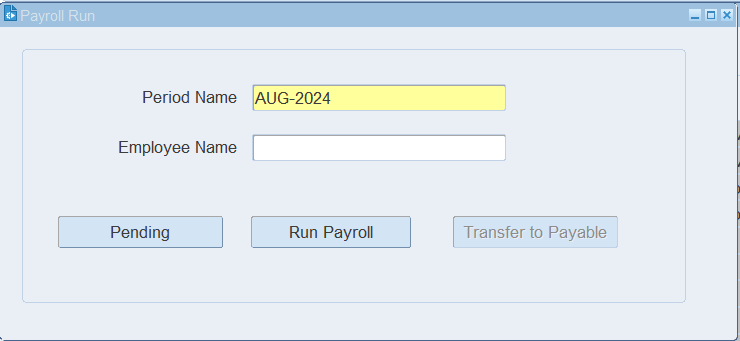 Payroll Run
Period Name AUG-2024
Employee Name
Pending Run Payroll Transfer to Payable